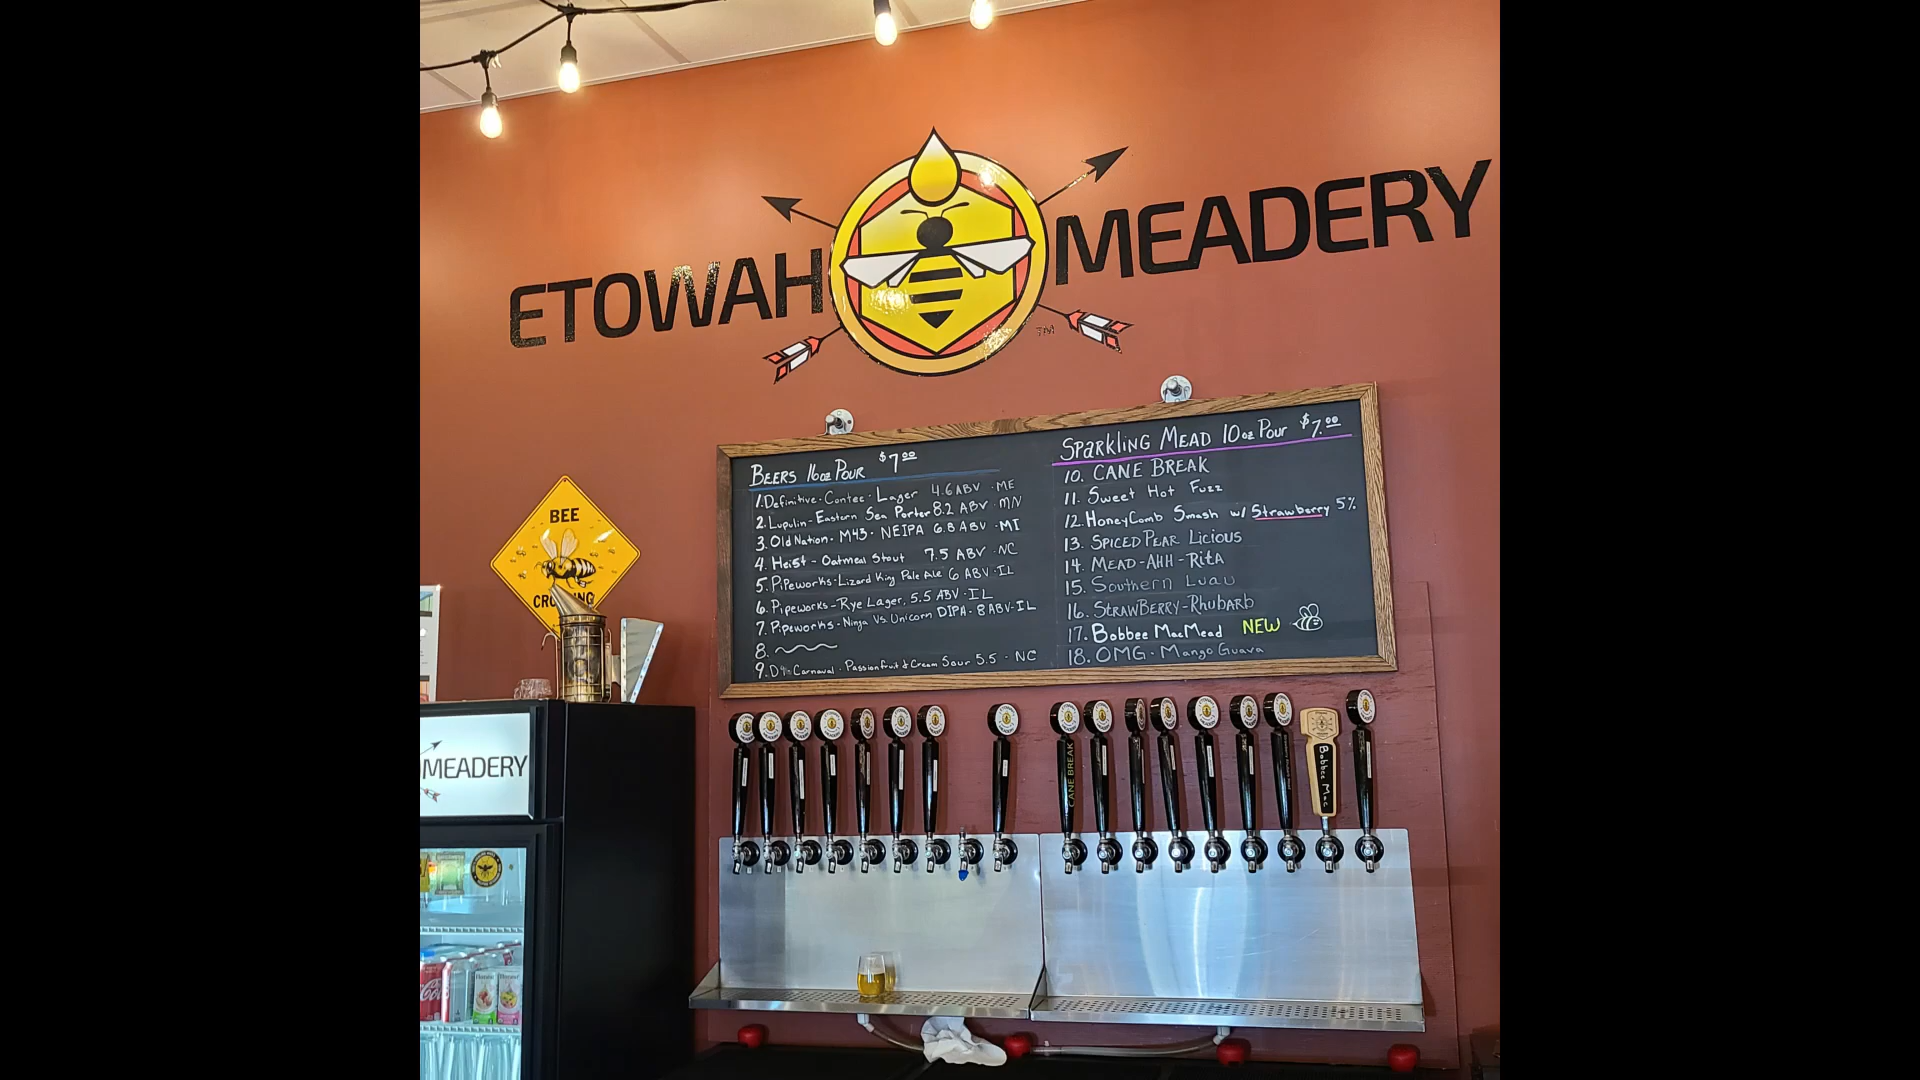 ETOWAH MEADERY
TM
BEE
CROSSING
BEERS 16oz POUR $7.00
1. Definitive - Contee - Lager 4.6 ABV - ME
2. Lupulin - Eastern Sea Porter 8.2 ABV - MN
3. Old Nation - M43 - NEIPA 6.8 ABV - MI
4. Heist - Oatmeal Stout 7.5 ABV - NC
5. Pipeworks - Lizard King Pale Ale 6 ABV - IL
6. Pipeworks - Rye Lager, 5.5 ABV - IL
7. Pipeworks - Ninja Vs. Unicorn DIPA - 8 ABV - IL
8.
9. D9 - Carnaval - Passionfruit & Cream Sour 5.5 - NC
SPARKLING MEAD 10oz POUR $7.00
10. CANE BREAK
11. Sweet Hot Fuzz
12. HoneyComb Smash w/ Strawberry 5%
13. SPICED PEAR LICIOUS
14. MEAD-AHH-RITA
15. Southern Luau
16. STRAWBERRY-Rhubarb
17. Bobbee MacMead NEW
18. OMG - Mango Guava
CANE BREAK
Bobbee Mac
MEADERY
Coca
Honest
Honest